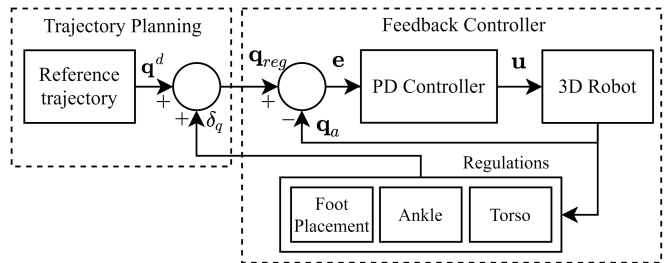 Trajectory Planning
Feedback Controller
Reference
trajectory
q^d
+
+
δ_q
q_reg
+
−
q_a
e
PD Controller
u
3D Robot
Regulations
Foot
Placement
Ankle
Torso